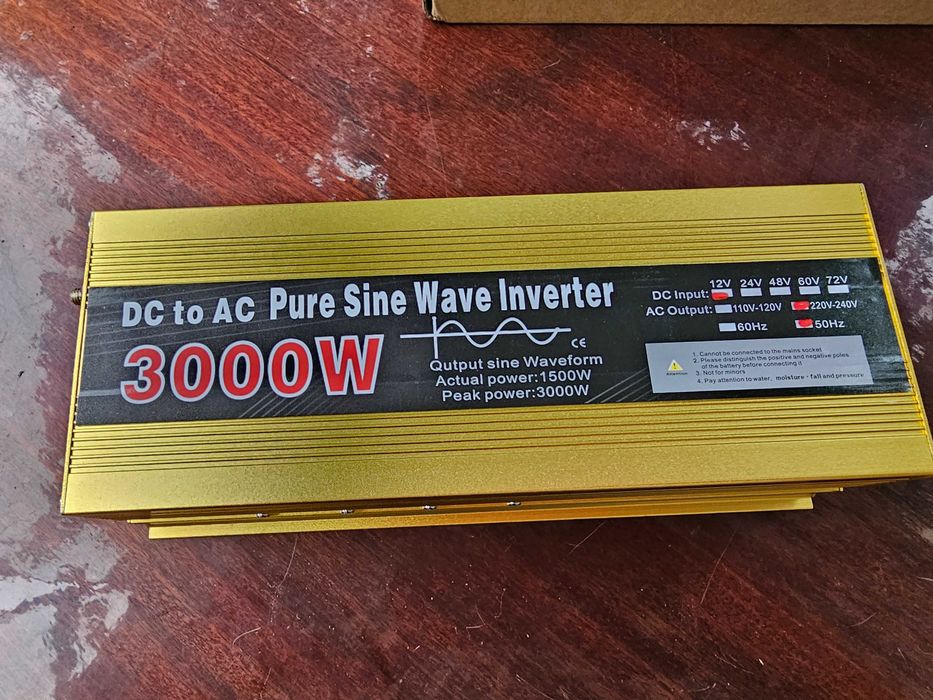 DC to AC Pure Sine Wave Inverter
3000W
Qutput sine Waveform
Actual power:1500W
Peak power:3000W
CE
12V 24V 48V 60V 72V
DC Input:
AC Output: 110V-120V 220V-240V
60Hz 50Hz
Attention
1. Cannot be connected to the mains socket
2. Please distinguish the positive and negative poles
of the battery before connecting it
3. Not for minors
4. Pay attention to water, moisture - fall and pressure